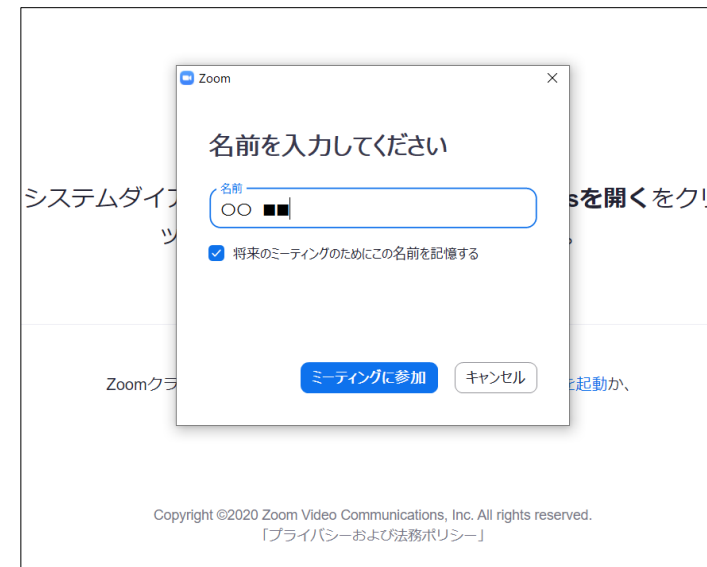 Zoom
名前を入力してください
名前
〇〇 ■■
将来のミーティングのためにこの名前を記憶する
ミーティングに参加
キャンセル
システムダイ
sを開くをク
ツ
Zoomクラ
起動か、
Copyright ©2020 Zoom Video Communications, Inc. All rights reserved.
「プライバシーおよび法務ポリシー」